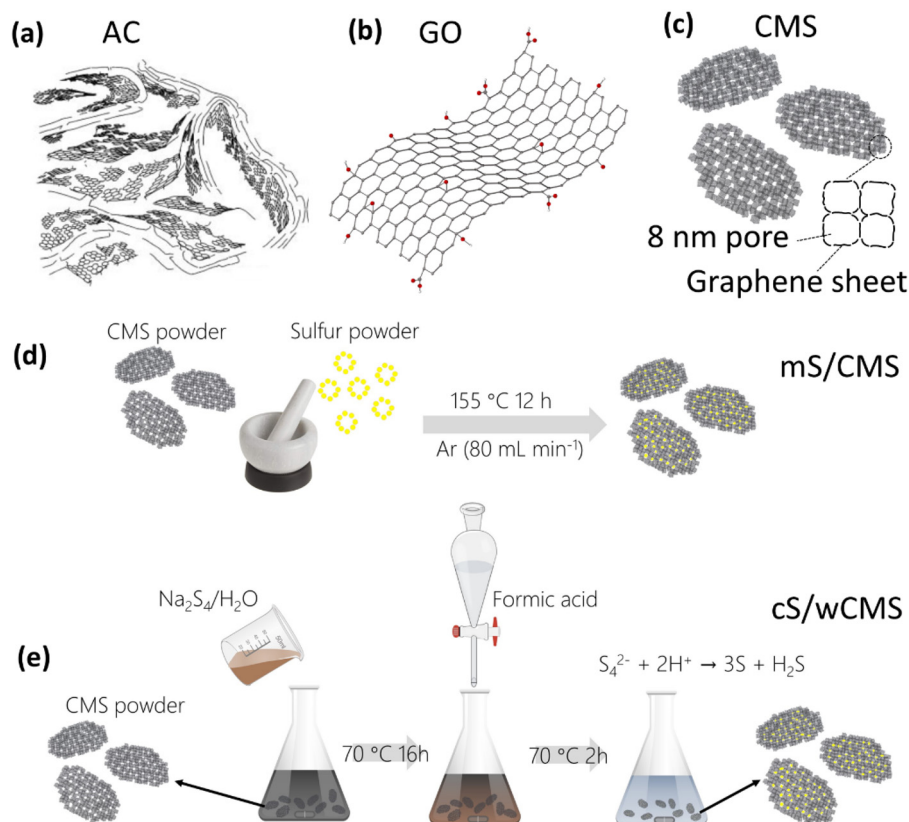 (a) AC
(b) GO
(c) CMS
8 nm pore
Graphene sheet
(d)
CMS powder
Sulfur powder
155 °C 12 h
Ar (80 mL min⁻¹)
mS/CMS
(e)
CMS powder
Na₂S₄/H₂O
70 °C 16h
Formic acid
70 °C 2h
cS/wCMS
S₄²⁻ + 2H⁺ → 3S + H₂S